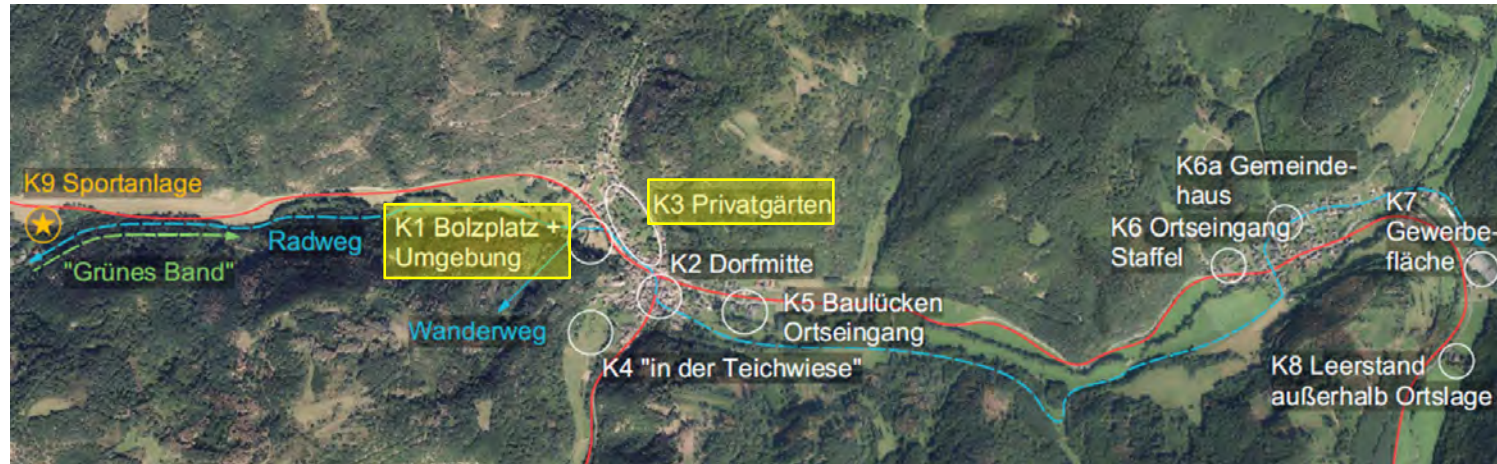 K9 Sportanlage
"Grünes Band"
Radweg
K1 Bolzplatz +
Umgebung
Wanderweg
K3 Privatgärten
K2 Dorfmitte
K4 "in der Teichwiese"
K5 Baulücken
Ortseingang
K6a Gemeinde-
haus
K6 Ortseingang
Staffel
K7
Gewerbe-
fläche
K8 Leerstand
außerhalb Ortslage